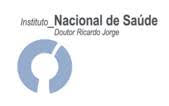 Instituto_Nacional de Saúde
Doutor Ricardo Jorge